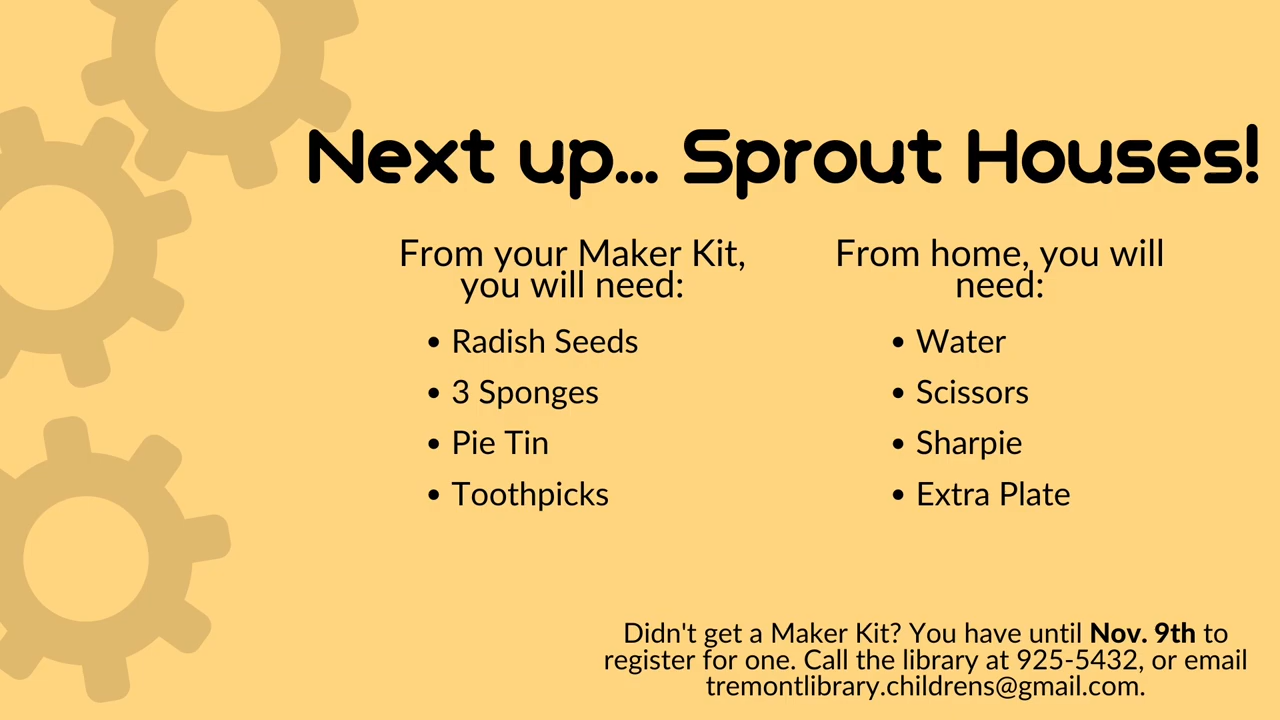 Next up... Sprout Houses!
From your Maker Kit,
you will need:
• Radish Seeds
• 3 Sponges
• Pie Tin
• Toothpicks
From home, you will
need:
• Water
• Scissors
• Sharpie
• Extra Plate
Didn't get a Maker Kit? You have until Nov. 9th to
register for one. Call the library at 925-5432, or email
tremontlibrary.childrens@gmail.com.